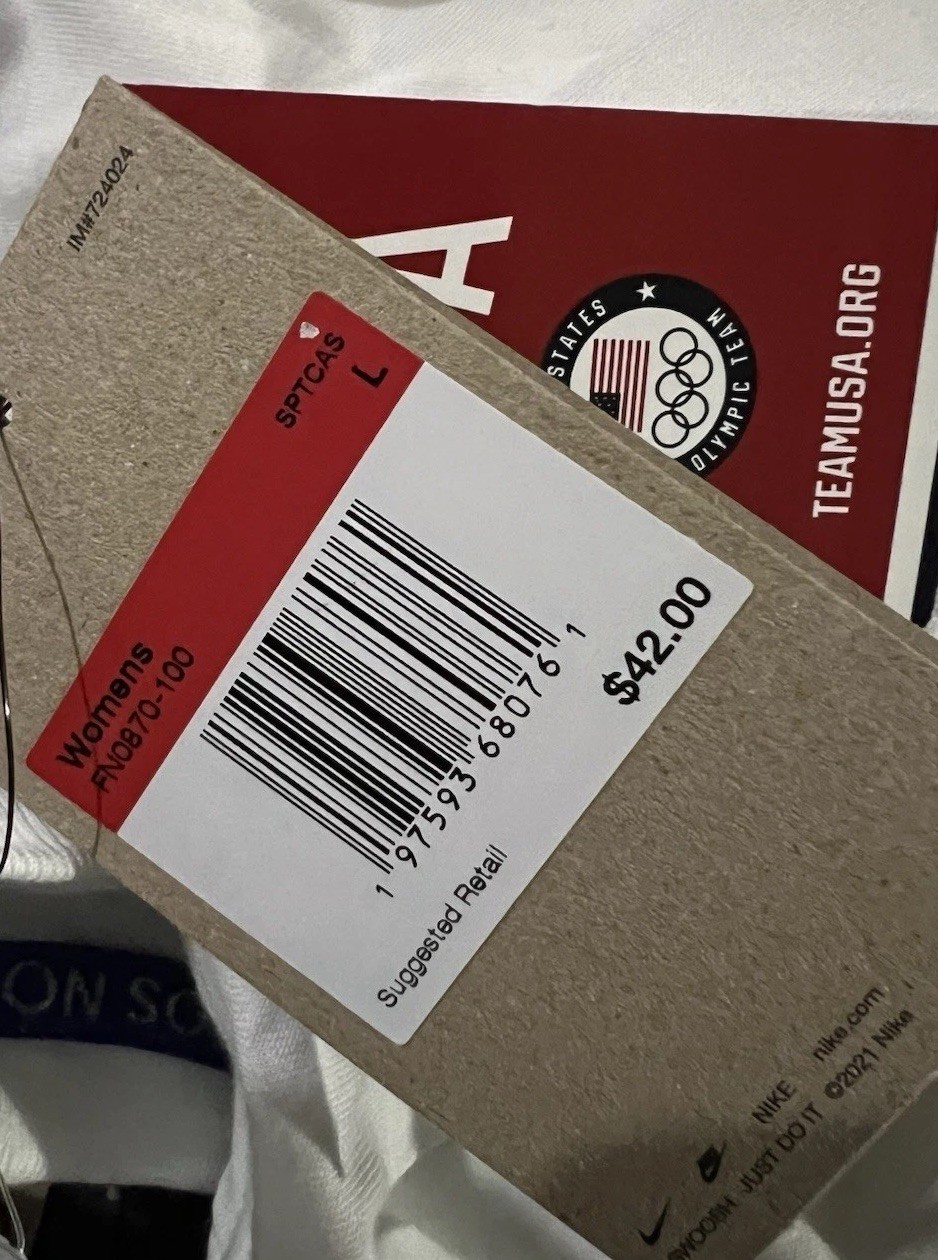 IM#724024
SPTCAS
L
Womens
FN0870-100
1 97593 68076 1
Suggested Retail
$42.00
NIKE nike.com
JUST DO IT ©2021 Nike
A
STATES OLYMPIC TEAM
TEAMUSA.ORG
ON